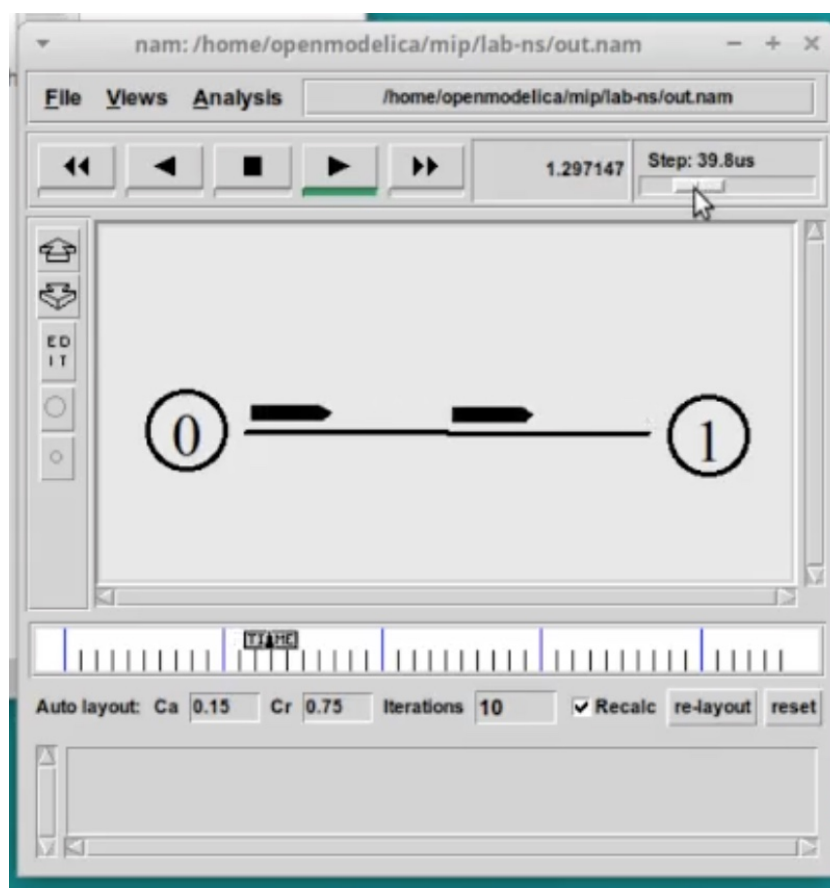 nam: /home/openmodelica/mip/lab-ns/out.nam
File Views Analysis /home/openmodelica/mip/lab-ns/out.nam
1.297147 Step: 39.8us
ED
IT
0 1
TIME
Auto layout: Ca 0.15 Cr 0.75 Iterations 10 Recalc re-layout reset